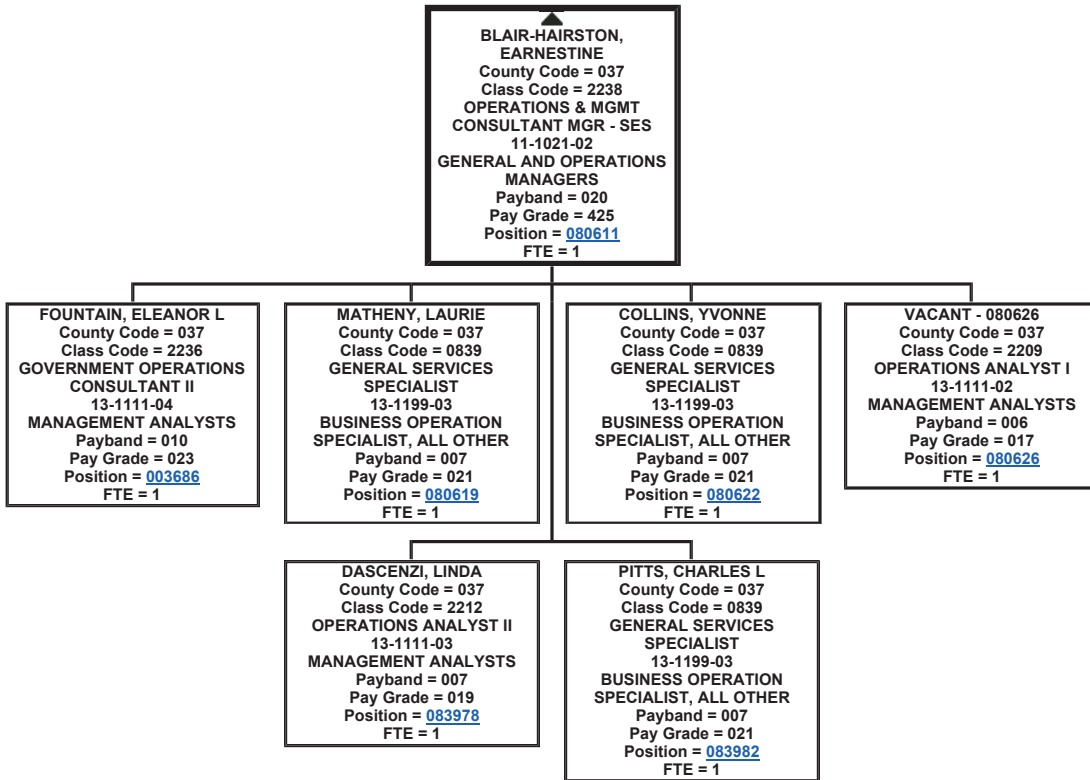 BLAIR-HAIRSTON,
EARNESTINE
County Code = 037
Class Code = 2238
OPERATIONS & MGMT
CONSULTANT MGR - SES
11-1021-02
GENERAL AND OPERATIONS
MANAGERS
Payband = 020
Pay Grade = 425
Position = 080611
FTE = 1
FOUNTAIN, ELEANOR L
County Code = 037
Class Code = 2236
GOVERNMENT OPERATIONS
CONSULTANT II
13-1111-04
MANAGEMENT ANALYSTS
Payband = 010
Pay Grade = 023
Position = 003686
FTE = 1
MATHENY, LAURIE
County Code = 037
Class Code = 0839
GENERAL SERVICES
SPECIALIST
13-1199-03
BUSINESS OPERATION
SPECIALIST, ALL OTHER
Payband = 007
Pay Grade = 021
Position = 080619
FTE = 1
COLLINS, YVONNE
County Code = 037
Class Code = 0839
GENERAL SERVICES
SPECIALIST
13-1199-03
BUSINESS OPERATION
SPECIALIST, ALL OTHER
Payband = 007
Pay Grade = 021
Position = 080622
FTE = 1
VACANT - 080626
County Code = 037
Class Code = 2209
OPERATIONS ANALYST I
13-1111-02
MANAGEMENT ANALYSTS
Payband = 006
Pay Grade = 017
Position = 080626
FTE = 1
DASCENZI, LINDA
County Code = 037
Class Code = 2212
OPERATIONS ANALYST II
13-1111-03
MANAGEMENT ANALYSTS
Payband = 007
Pay Grade = 019
Position = 083978
FTE = 1
PITTS, CHARLES L
County Code = 037
Class Code = 0839
GENERAL SERVICES
SPECIALIST
13-1199-03
BUSINESS OPERATION
SPECIALIST, ALL OTHER
Payband = 007
Pay Grade = 021
Position = 083982
FTE = 1